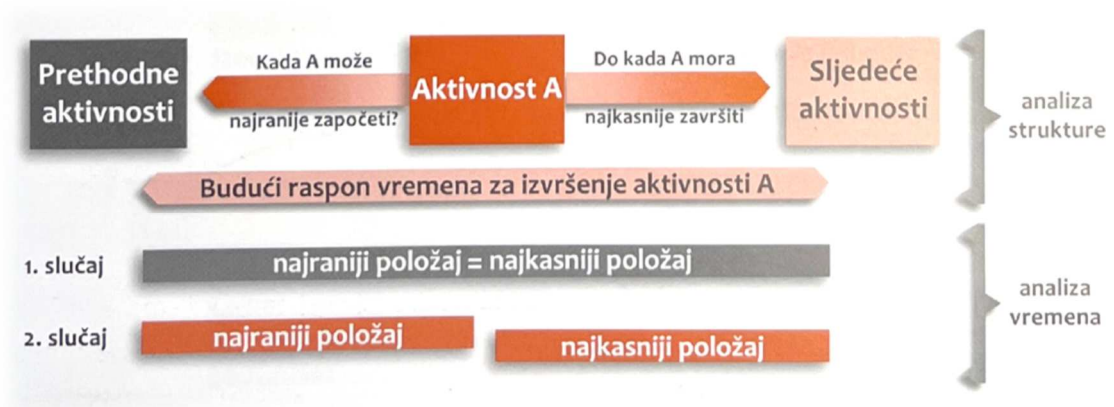 Prethodne
aktivnosti
Kada A može
najranije započeti?
Aktivnost A
Do kada A mora
najkasnije završiti
Sljedeće
aktivnosti
analiza
strukture
Budući raspon vremena za izvršenje aktivnosti A
1. slučaj
najraniji položaj = najkasniji položaj
2. slučaj
najraniji položaj
najkasniji položaj
analiza
vremena